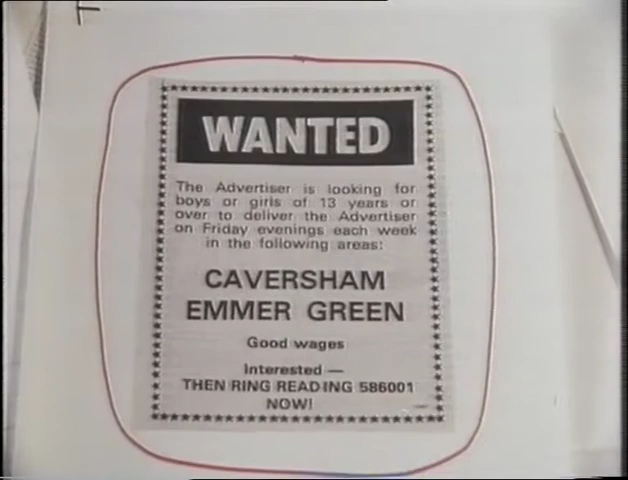 WANTED
The Advertiser is looking for
boys or girls of 13 years or
over to deliver the Advertiser
on Friday evenings each week
in the following areas:
CAVERSHAM
EMMER GREEN
Good wages
Interested —
THEN RING READING 586001
NOW!